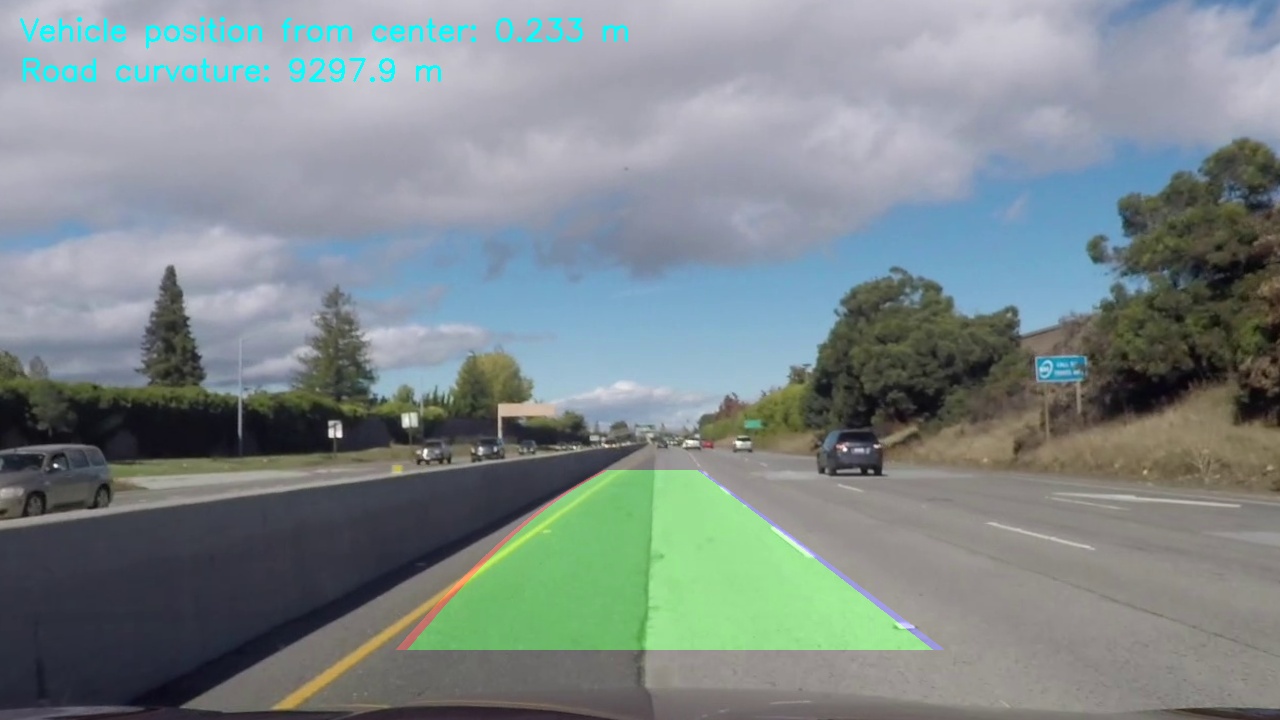 Vehicle position from center: 0.233 m
Road curvature: 9297.9 m